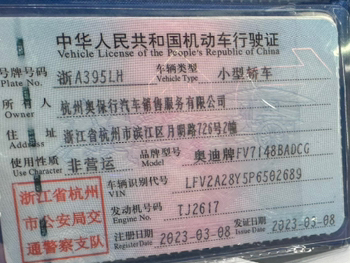 中华人民共和国机动车行驶证
Vehicle License of the People's Republic of China
号牌号码 浙A395LH 车辆类型 小型轿车
Plate No. Vehicle Type
所有人 杭州奥保行汽车销售服务有限公司
Owner
住址 浙江省杭州市滨江区月明路726号2幢
Address
使用性质 非营运 品牌型号 奥迪牌FV7148BADCG
Use Character Model
浙江省杭州市公安局交通警察支队
车辆识别代号 LFV2A28Y5P6502689
VIN
发动机号码 TJ2617
Engine No.
注册日期 2023-03-08 发证日期 2023-03-08
Register Date Issue Date